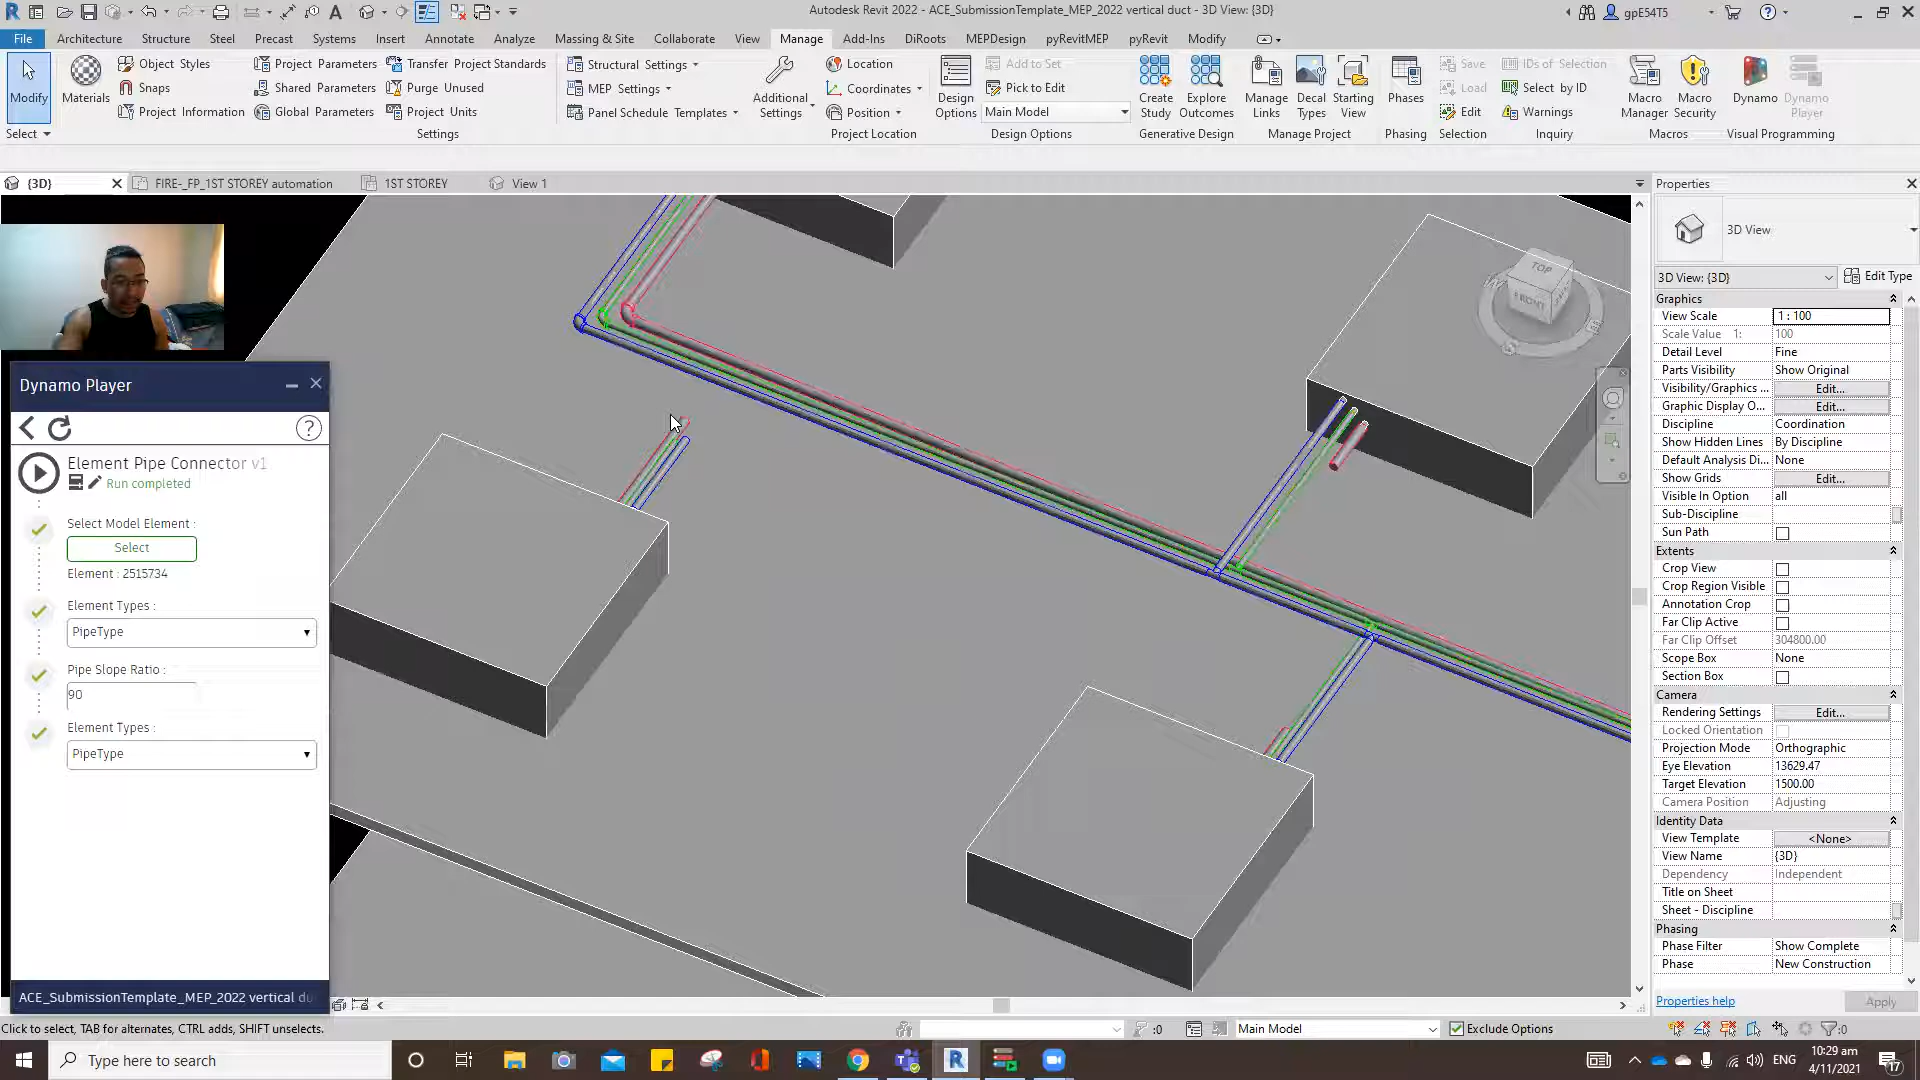 Autodesk Revit 2022 - ACE_SubmissionTemplate_MEP_2022 vertical duct - 3D View: {3D}
gpE54T5
File Architecture Structure Steel Precast Systems Insert Annotate Analyze Massing & Site Collaborate View Manage Add-Ins DiRoots MEPDesign pyRevitMEP pyRevit Modify
Modify
Select
Materials
Object Styles
Snaps
Project Information
Project Parameters
Shared Parameters
Global Parameters
Transfer Project Standards
Purge Unused
Project Units
Settings
Structural Settings
MEP Settings
Panel Schedule Templates
Additional Settings
Location
Coordinates
Position
Project Location
Design Options
Add to Set
Pick to Edit
Main Model
Design Options
Create Study
Explore Outcomes
Generative Design
Manage Links
Decal Types
Starting View
Manage Project
Phases
Phasing
Save
Load
Edit
Selection
IDs of Selection
Select by ID
Warnings
Inquiry
Macro Manager
Macro Security
Macros
Dynamo
Dynamo Player
Visual Programming
{3D}
FIRE-_FP_1ST STOREY automation
1ST STOREY
View 1
TOP
FRONT
Dynamo Player
Element Pipe Connector v1
Run completed
Select Model Element :
Select
Element : 2515734
Element Types :
PipeType
Pipe Slope Ratio :
90
Element Types :
PipeType
ACE_SubmissionTemplate_MEP_2022 vertical du
Properties
3D View
3D View: {3D} Edit Type
Graphics
View Scale 1 : 100
Scale Value 1: 100
Detail Level Fine
Parts Visibility Show Original
Visibility/Graphics ... Edit...
Graphic Display O... Edit...
Discipline Coordination
Show Hidden Lines By Discipline
Default Analysis Di... None
Show Grids Edit...
Visible In Option all
Sub-Discipline
Sun Path
Extents
Crop View
Crop Region Visible
Annotation Crop
Far Clip Active
Far Clip Offset 304800.00
Scope Box None
Section Box
Camera
Rendering Settings Edit...
Locked Orientation
Projection Mode Orthographic
Eye Elevation 13629.47
Target Elevation 1500.00
Camera Position Adjusting
Identity Data
View Template <None>
View Name {3D}
Dependency Independent
Title on Sheet
Sheet - Discipline
Phasing
Phase Filter Show Complete
Phase New Construction
Properties help Apply
Click to select, TAB for alternates, CTRL adds, SHIFT unselects.
:0
Main Model
Exclude Options
:0
Type here to search
ENG
10:29 am
4/11/2021
17